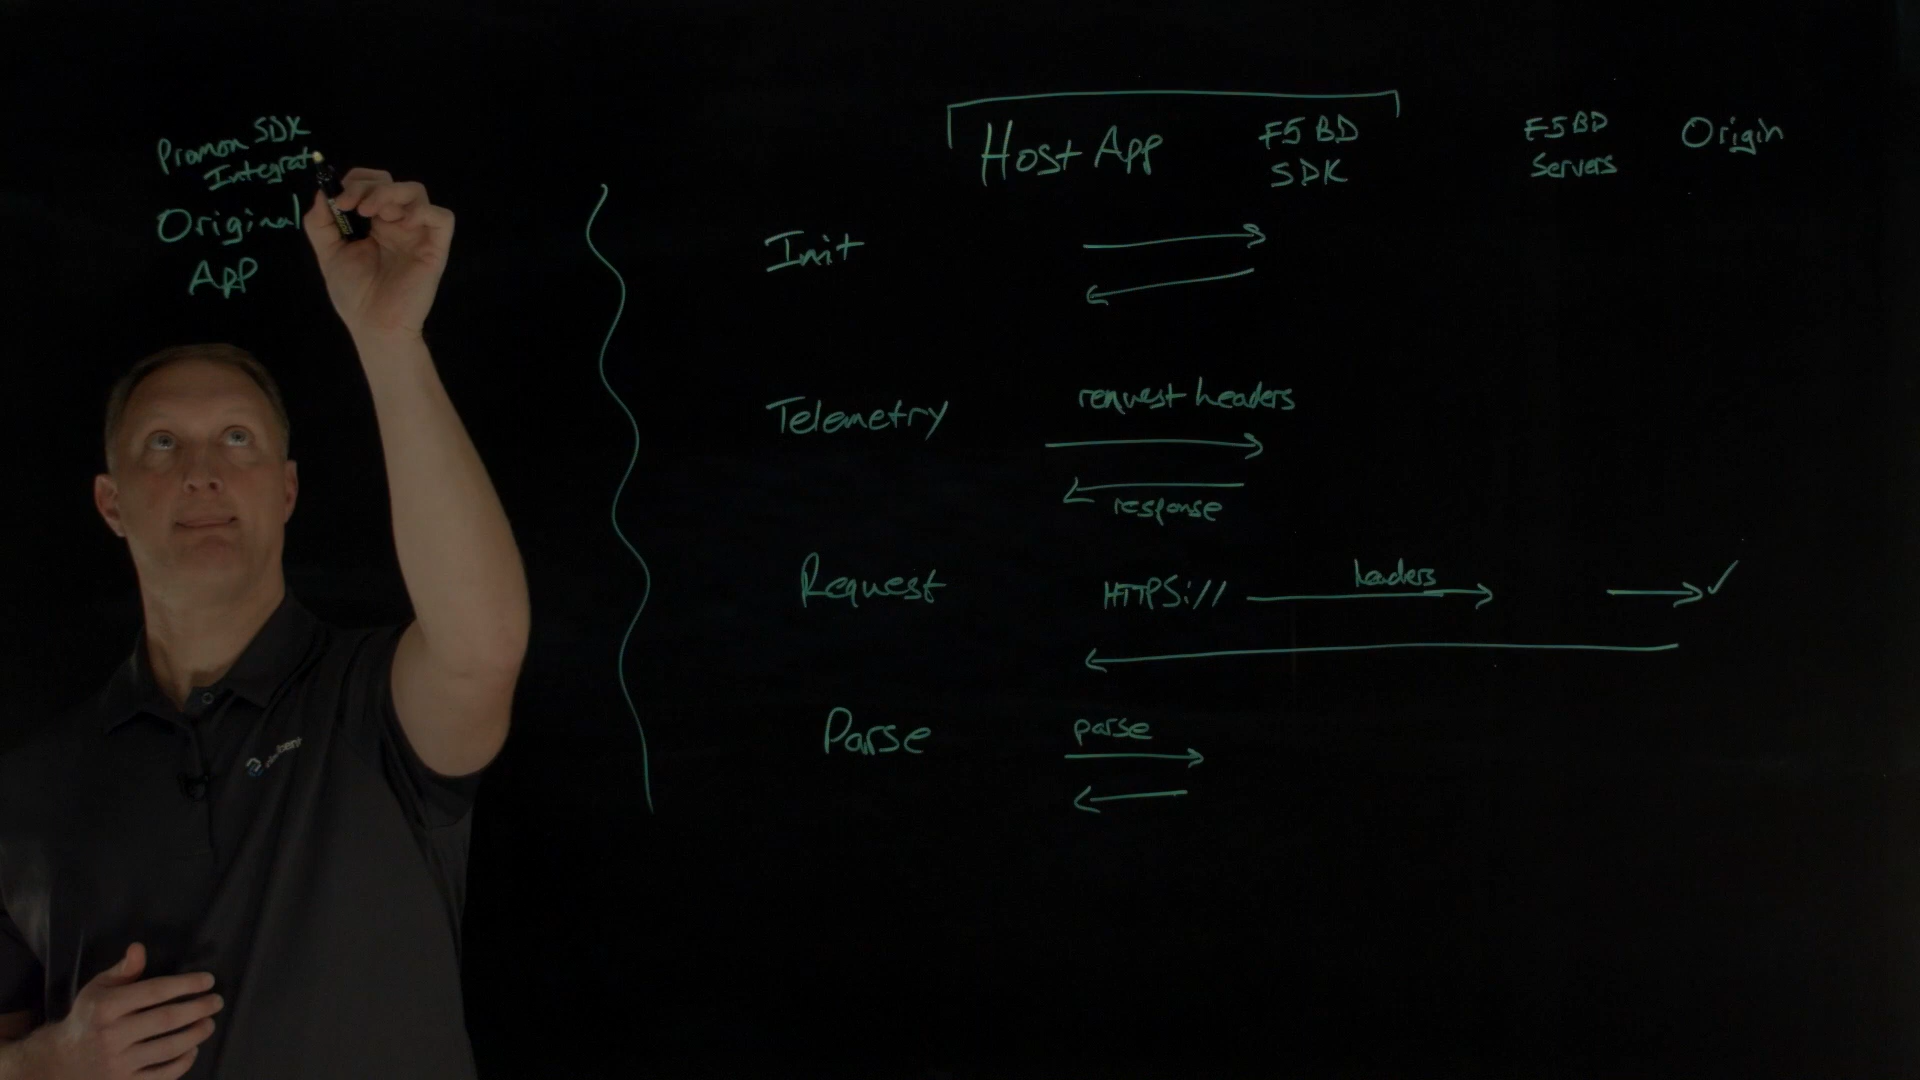 Promon SDK
Integrat
Original
App
Host App
F5 BD
SDK
F5 BD
Servers
Origin
Init
Telemetry
request headers
response
Request
HTTPS://
headers
Parse
parse